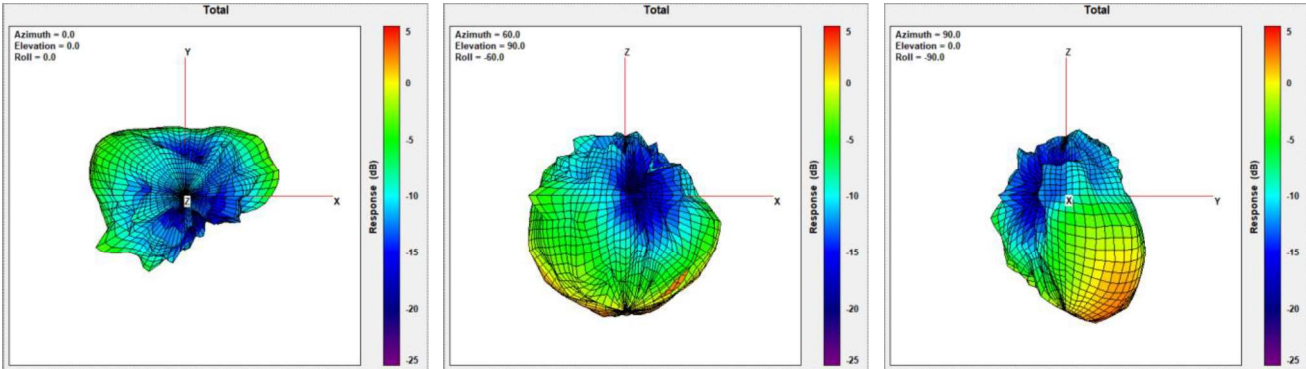 Total
Azimuth = 0.0
Elevation = 0.0
Roll = 0.0
Y
Z
X
5
0
-5
-10
-15
-20
-25
Response (dB)
Total
Azimuth = 60.0
Elevation = 90.0
Roll = -60.0
Z
X
5
0
-5
-10
-15
-20
-25
Response (dB)
Total
Azimuth = 90.0
Elevation = 0.0
Roll = -90.0
Z
X
Y
5
0
-5
-10
-15
-20
-25
Response (dB)